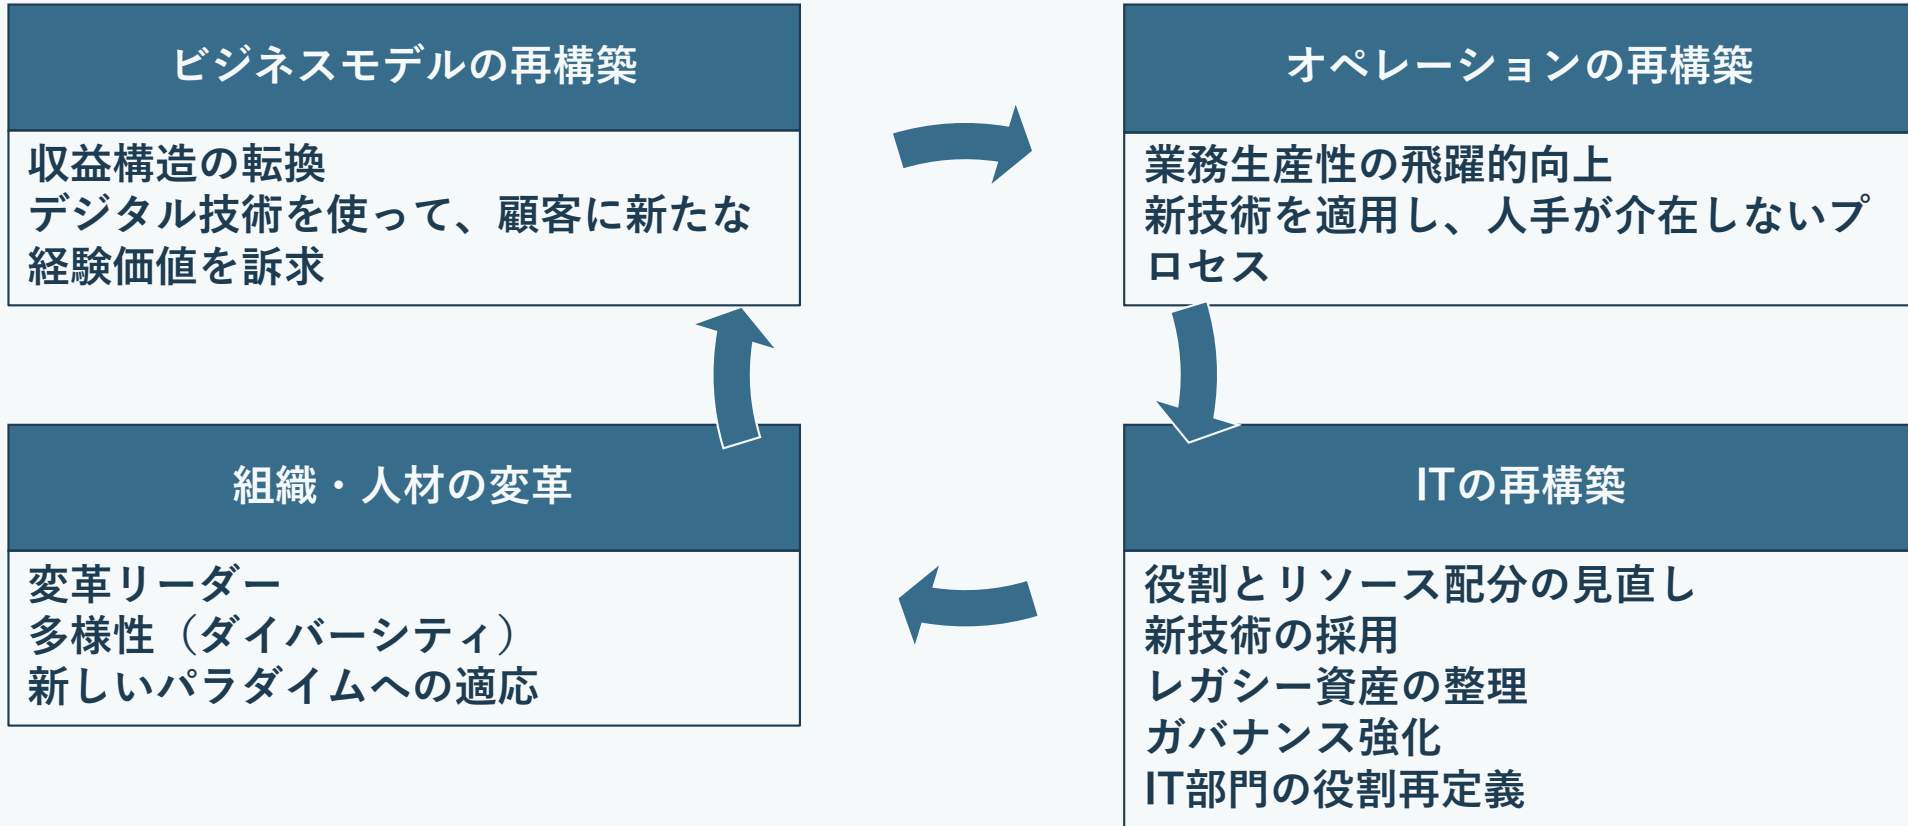 ビジネスモデルの再構築
収益構造の転換
デジタル技術を使って、顧客に新たな
経験価値を訴求
オペレーションの再構築
業務生産性の飛躍的向上
新技術を適用し、人手が介在しないプ
ロセス
組織・人材の変革
変革リーダー
多様性（ダイバーシティ）
新しいパラダイムへの適応
ITの再構築
役割とリソース配分の見直し
新技術の採用
レガシー資産の整理
ガバナンス強化
IT部門の役割再定義